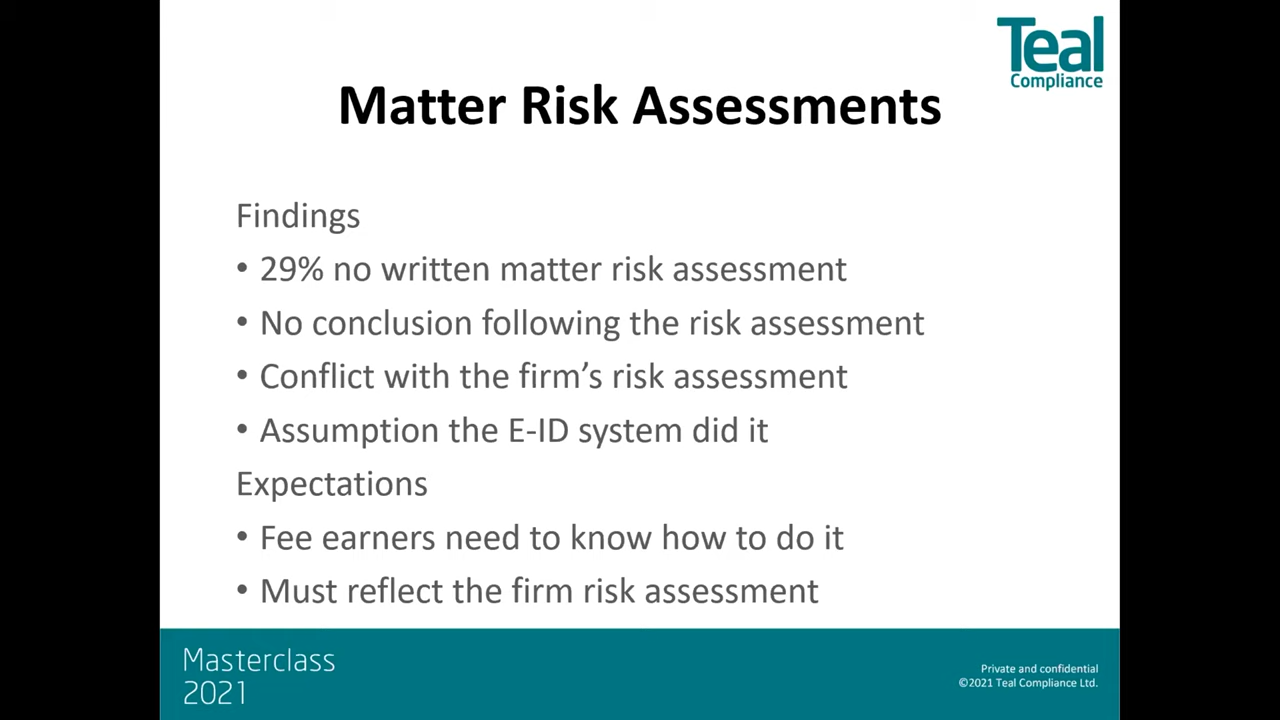 Teal
Compliance
Matter Risk Assessments
Findings
• 29% no written matter risk assessment
• No conclusion following the risk assessment
• Conflict with the firm’s risk assessment
• Assumption the E-ID system did it
Expectations
• Fee earners need to know how to do it
• Must reflect the firm risk assessment
Masterclass
2021
Private and confidential
©2021 Teal Compliance Ltd.